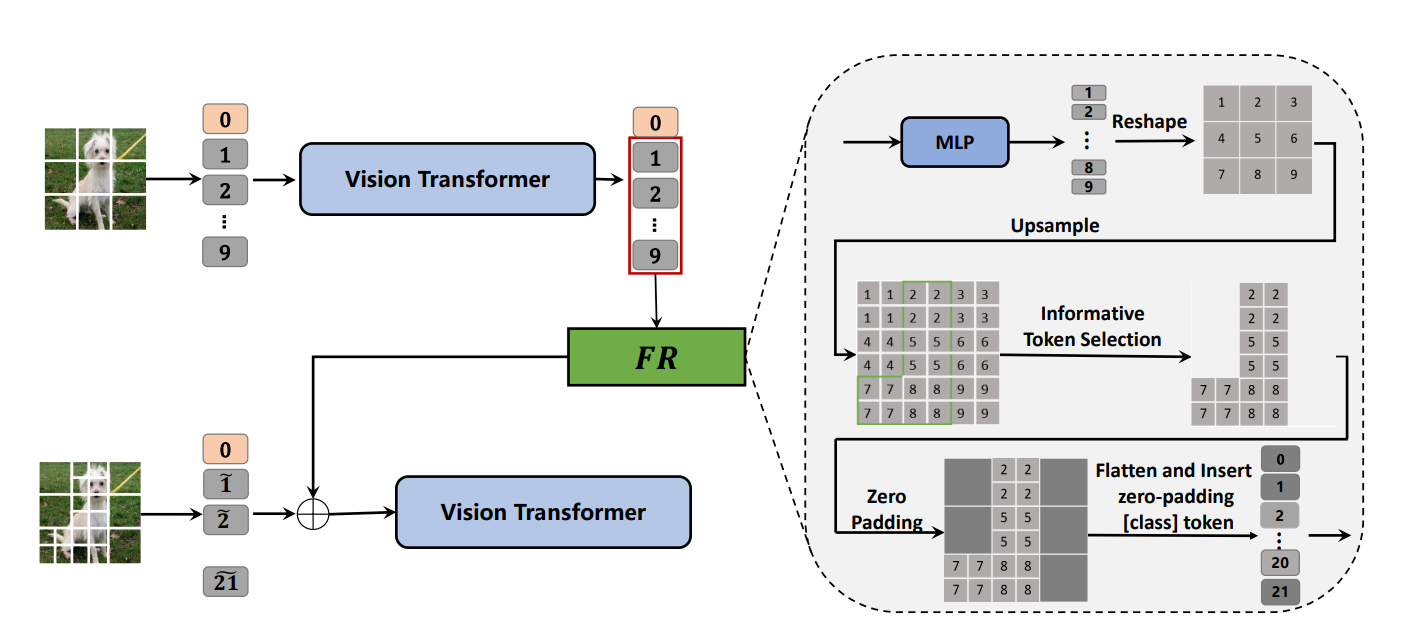 0
1
2
⋮
9
Vision Transformer
0
1
2
⋮
9
FR
0
1̃
2̃
2̃1̃
Vision Transformer
MLP
1
2
⋮
8
9
Reshape
1 2 3
4 5 6
7 8 9
Upsample
1 1 2 2 3 3
1 1 2 2 3 3
4 4 5 5 6 6
4 4 5 5 6 6
7 7 8 8 9 9
7 7 8 8 9 9
Informative
Token Selection
2 2
2 2
5 5
5 5
7 7 8 8
7 7 8 8
Zero
Padding
2 2
2 2
5 5
5 5
7 7 8 8
7 7 8 8
Flatten and Insert
zero-padding
[class] token
0
1
2
⋮
20
21